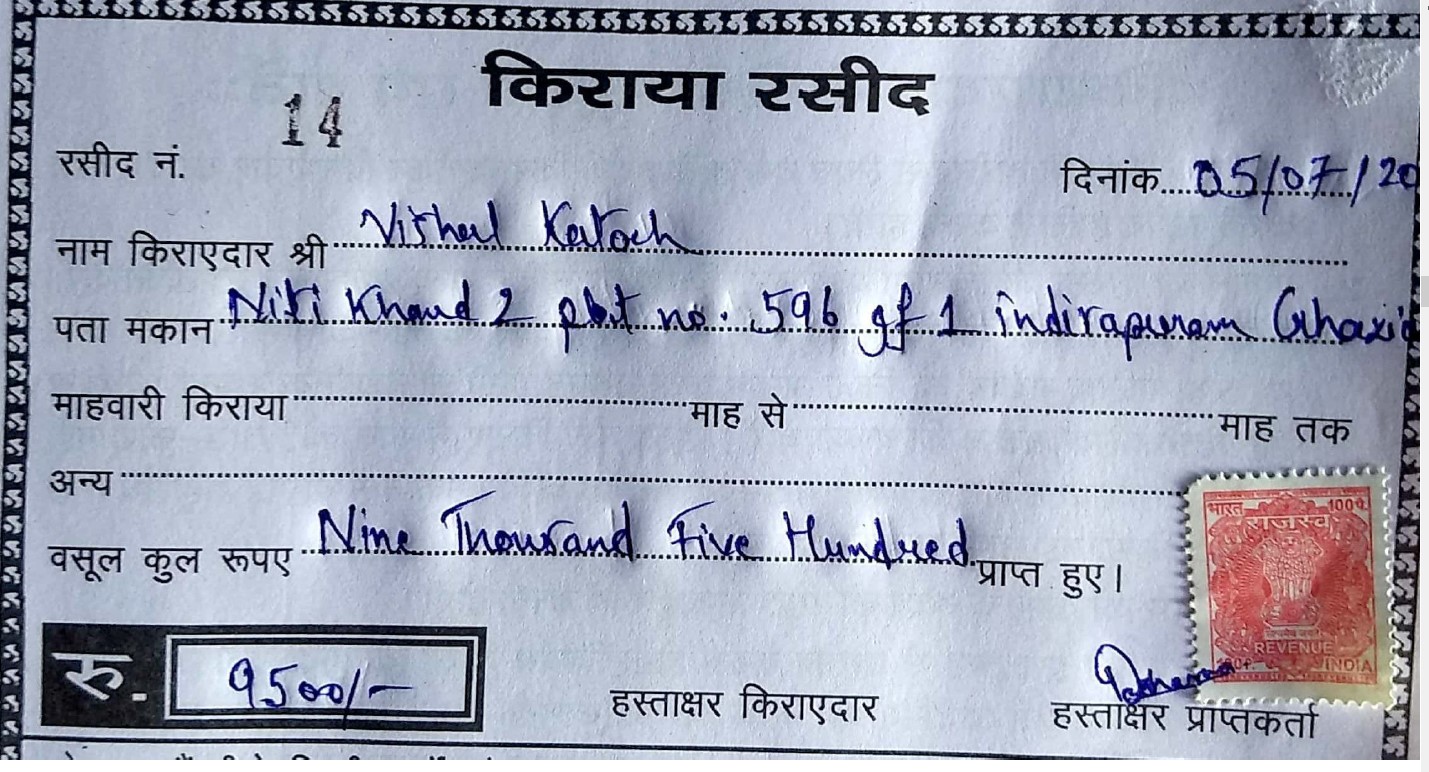 किराया रसीद
रसीद नं. 14
दिनांक....05/07/20
नाम किराएदार श्री Vishal Katoch
पता मकान Niti Khand 2 plot no. 596 gf 1 indirapuram Ghazi
माहवारी किराया माह से माह तक
अन्य
वसूल कुल रूपए Nine Thousand Five Hundred प्राप्त हुए।
भारत 100प.
राजस्व
REVENUE
INDIA
रु. 9500/-
हस्ताक्षर किराएदार हस्ताक्षर प्राप्तकर्ता